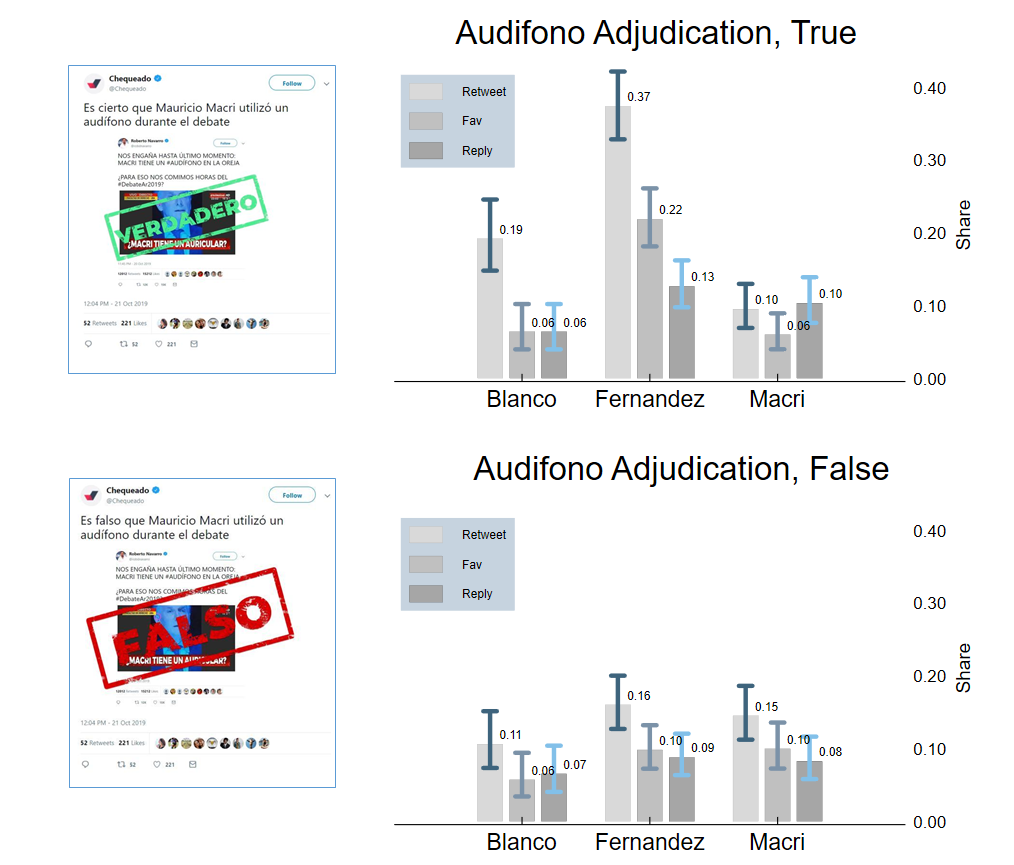 Audifono Adjudication, True
Chequeado
@Chequeado
Follow
Es cierto que Mauricio Macri utilizó un
audífono durante el debate
Roberto Navarro
Follow
NOS ENGAÑA HASTA ÚLTIMO MOMENTO:
MACRI TIENE UN #AUDÍFONO EN LA OREJA
¿PARA ESO NOS COMIMOS HORAS DEL
#DebateAr2019?
VERDADERO
¿MACRI TIENE UN AURICULAR?
12:04 PM - 21 Oct 2019
52 Retweets 221 Likes
52 221
Retweet
Fav
Reply
0.19
0.06
0.06
0.37
0.22
0.13
0.10
0.06
0.10
0.40
0.30
0.20
0.10
0.00
Share
Blanco Fernandez Macri
Audifono Adjudication, False
Chequeado
@Chequeado
Follow
Es falso que Mauricio Macri utilizó un
audífono durante el debate
Roberto Navarro
Follow
NOS ENGAÑA HASTA ÚLTIMO MOMENTO:
MACRI TIENE UN #AUDÍFONO EN LA OREJA
¿PARA ESO NOS COMIMOS HORAS DEL
#DebateAr2019?
FALSO
¿MACRI TIENE UN AURICULAR?
12:04 PM - 21 Oct 2019
52 Retweets 221 Likes
52 221
Retweet
Fav
Reply
0.11
0.06
0.07
0.16
0.10
0.09
0.15
0.10
0.08
0.40
0.30
0.20
0.10
0.00
Share
Blanco Fernandez Macri